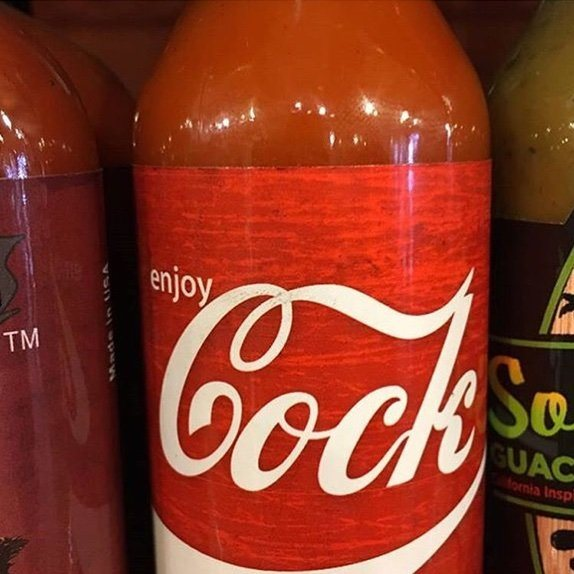 TM
Made in USA
enjoy
Cock
So
GUAC
California Insp